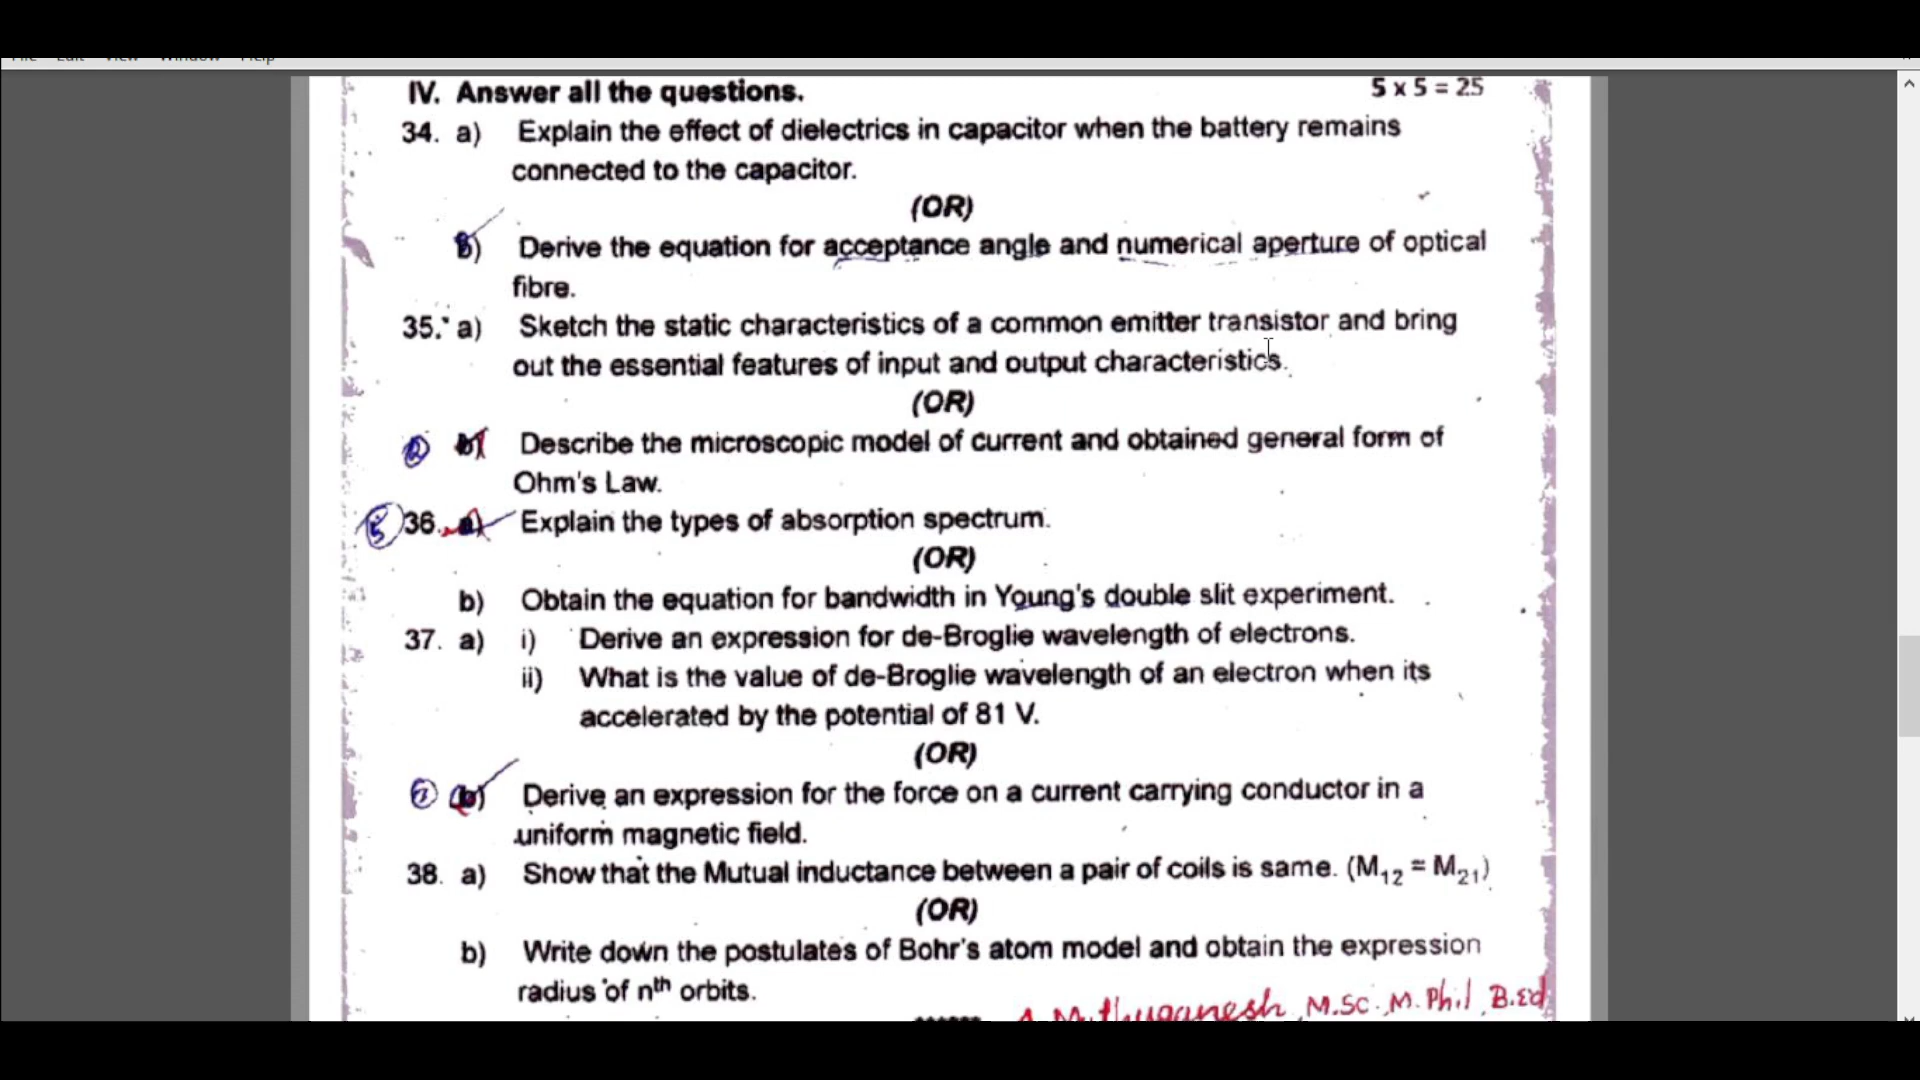 IV. Answer all the questions. 5 x 5 = 25
34. a) Explain the effect of dielectrics in capacitor when the battery remains
connected to the capacitor.
(OR)
b) Derive the equation for acceptance angle and numerical aperture of optical
fibre.
35. a) Sketch the static characteristics of a common emitter transistor and bring
out the essential features of input and output characteristics.
(OR)
b) Describe the microscopic model of current and obtained general form of
Ohm's Law.
36. a) Explain the types of absorption spectrum.
(OR)
b) Obtain the equation for bandwidth in Young's double slit experiment.
37. a) i) Derive an expression for de-Broglie wavelength of electrons.
ii) What is the value of de-Broglie wavelength of an electron when its
accelerated by the potential of 81 V.
(OR)
b) Derive an expression for the force on a current carrying conductor in a
uniform magnetic field.
38. a) Show that the Mutual inductance between a pair of coils is same. (M₁₂ = M₂₁)
(OR)
b) Write down the postulates of Bohr's atom model and obtain the expression
radius of nᵗʰ orbits.
Muthuganesh, M.Sc., M.Phil, B.Ed